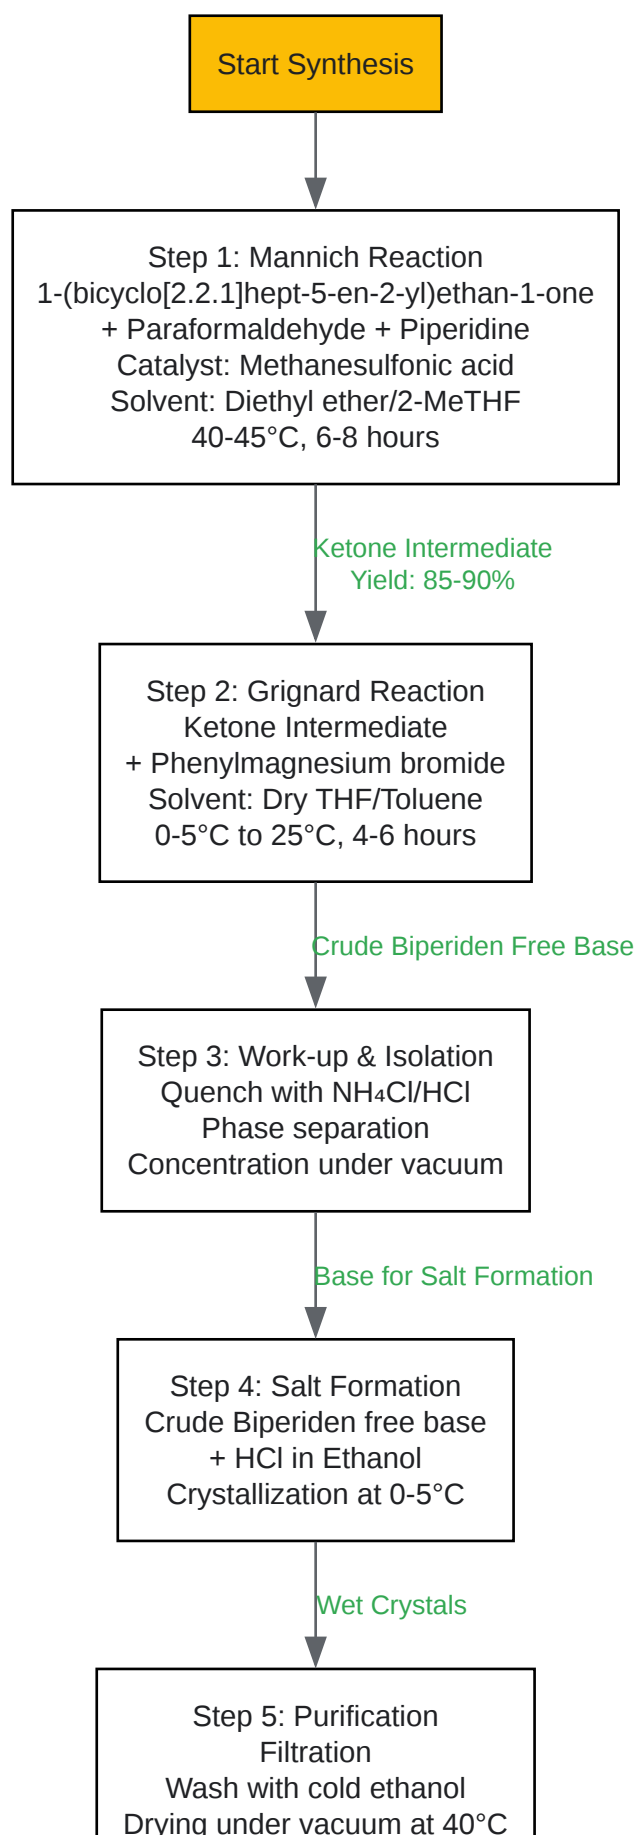 Start Synthesis
Step 1: Mannich Reaction
1-(bicyclo[2.2.1]hept-5-en-2-yl)ethan-1-one
+ Paraformaldehyde + Piperidine
Catalyst: Methanesulfonic acid
Solvent: Diethyl ether/2-MeTHF
40-45°C, 6-8 hours
Ketone Intermediate
Yield: 85-90%
Step 2: Grignard Reaction
Ketone Intermediate
+ Phenylmagnesium bromide
Solvent: Dry THF/Toluene
0-5°C to 25°C, 4-6 hours
Crude Biperiden Free Base
Step 3: Work-up & Isolation
Quench with NH₄Cl/HCl
Phase separation
Concentration under vacuum
Base for Salt Formation
Step 4: Salt Formation
Crude Biperiden free base
+ HCl in Ethanol
Crystallization at 0-5°C
Wet Crystals
Step 5: Purification
Filtration
Wash with cold ethanol
Drying under vacuum at 40°C